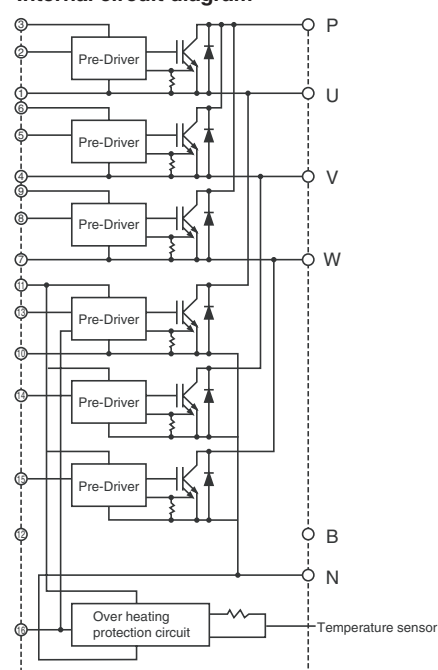 Internal circuit diagram
3
P
2
Pre-Driver
1
U
6
5
Pre-Driver
4
V
9
8
Pre-Driver
7
W
11
13
Pre-Driver
10
14
Pre-Driver
15
Pre-Driver
12
B
N
Over heating
protection circuit
16
Temperature sensor